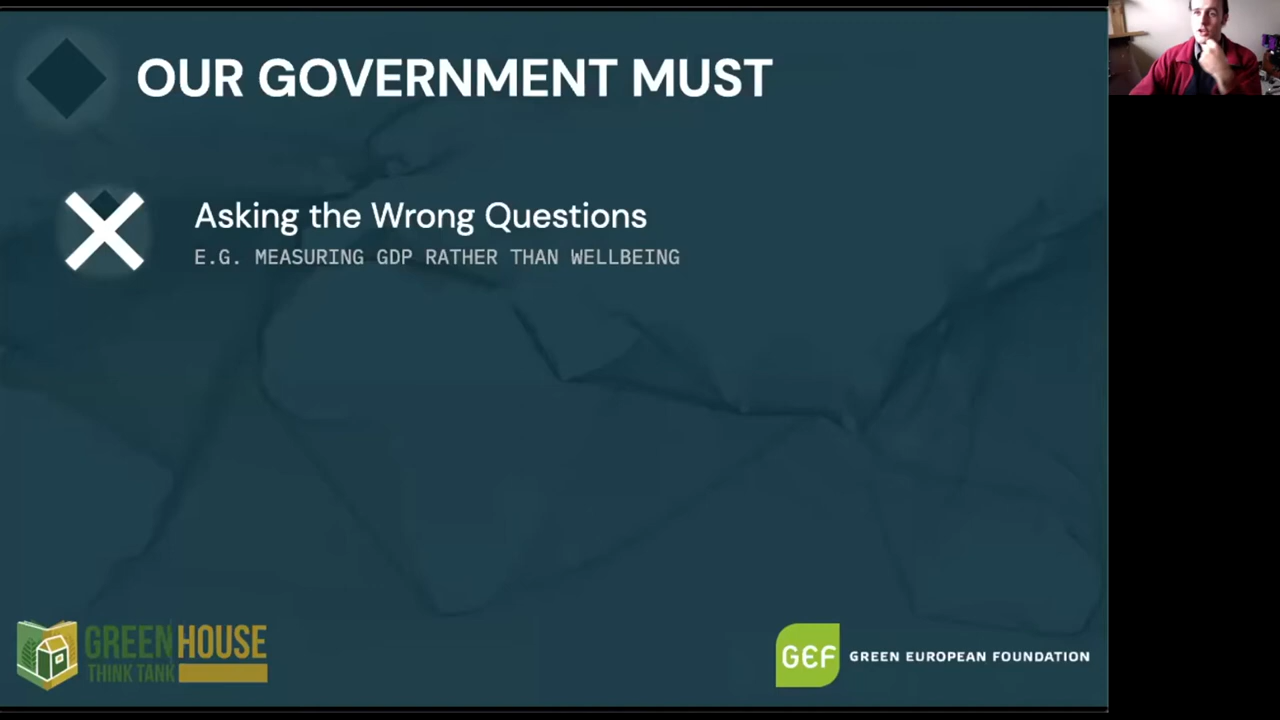 OUR GOVERNMENT MUST
Asking the Wrong Questions
E.G. MEASURING GDP RATHER THAN WELLBEING
GREEN HOUSE
THINK TANK
GEF GREEN EUROPEAN FOUNDATION